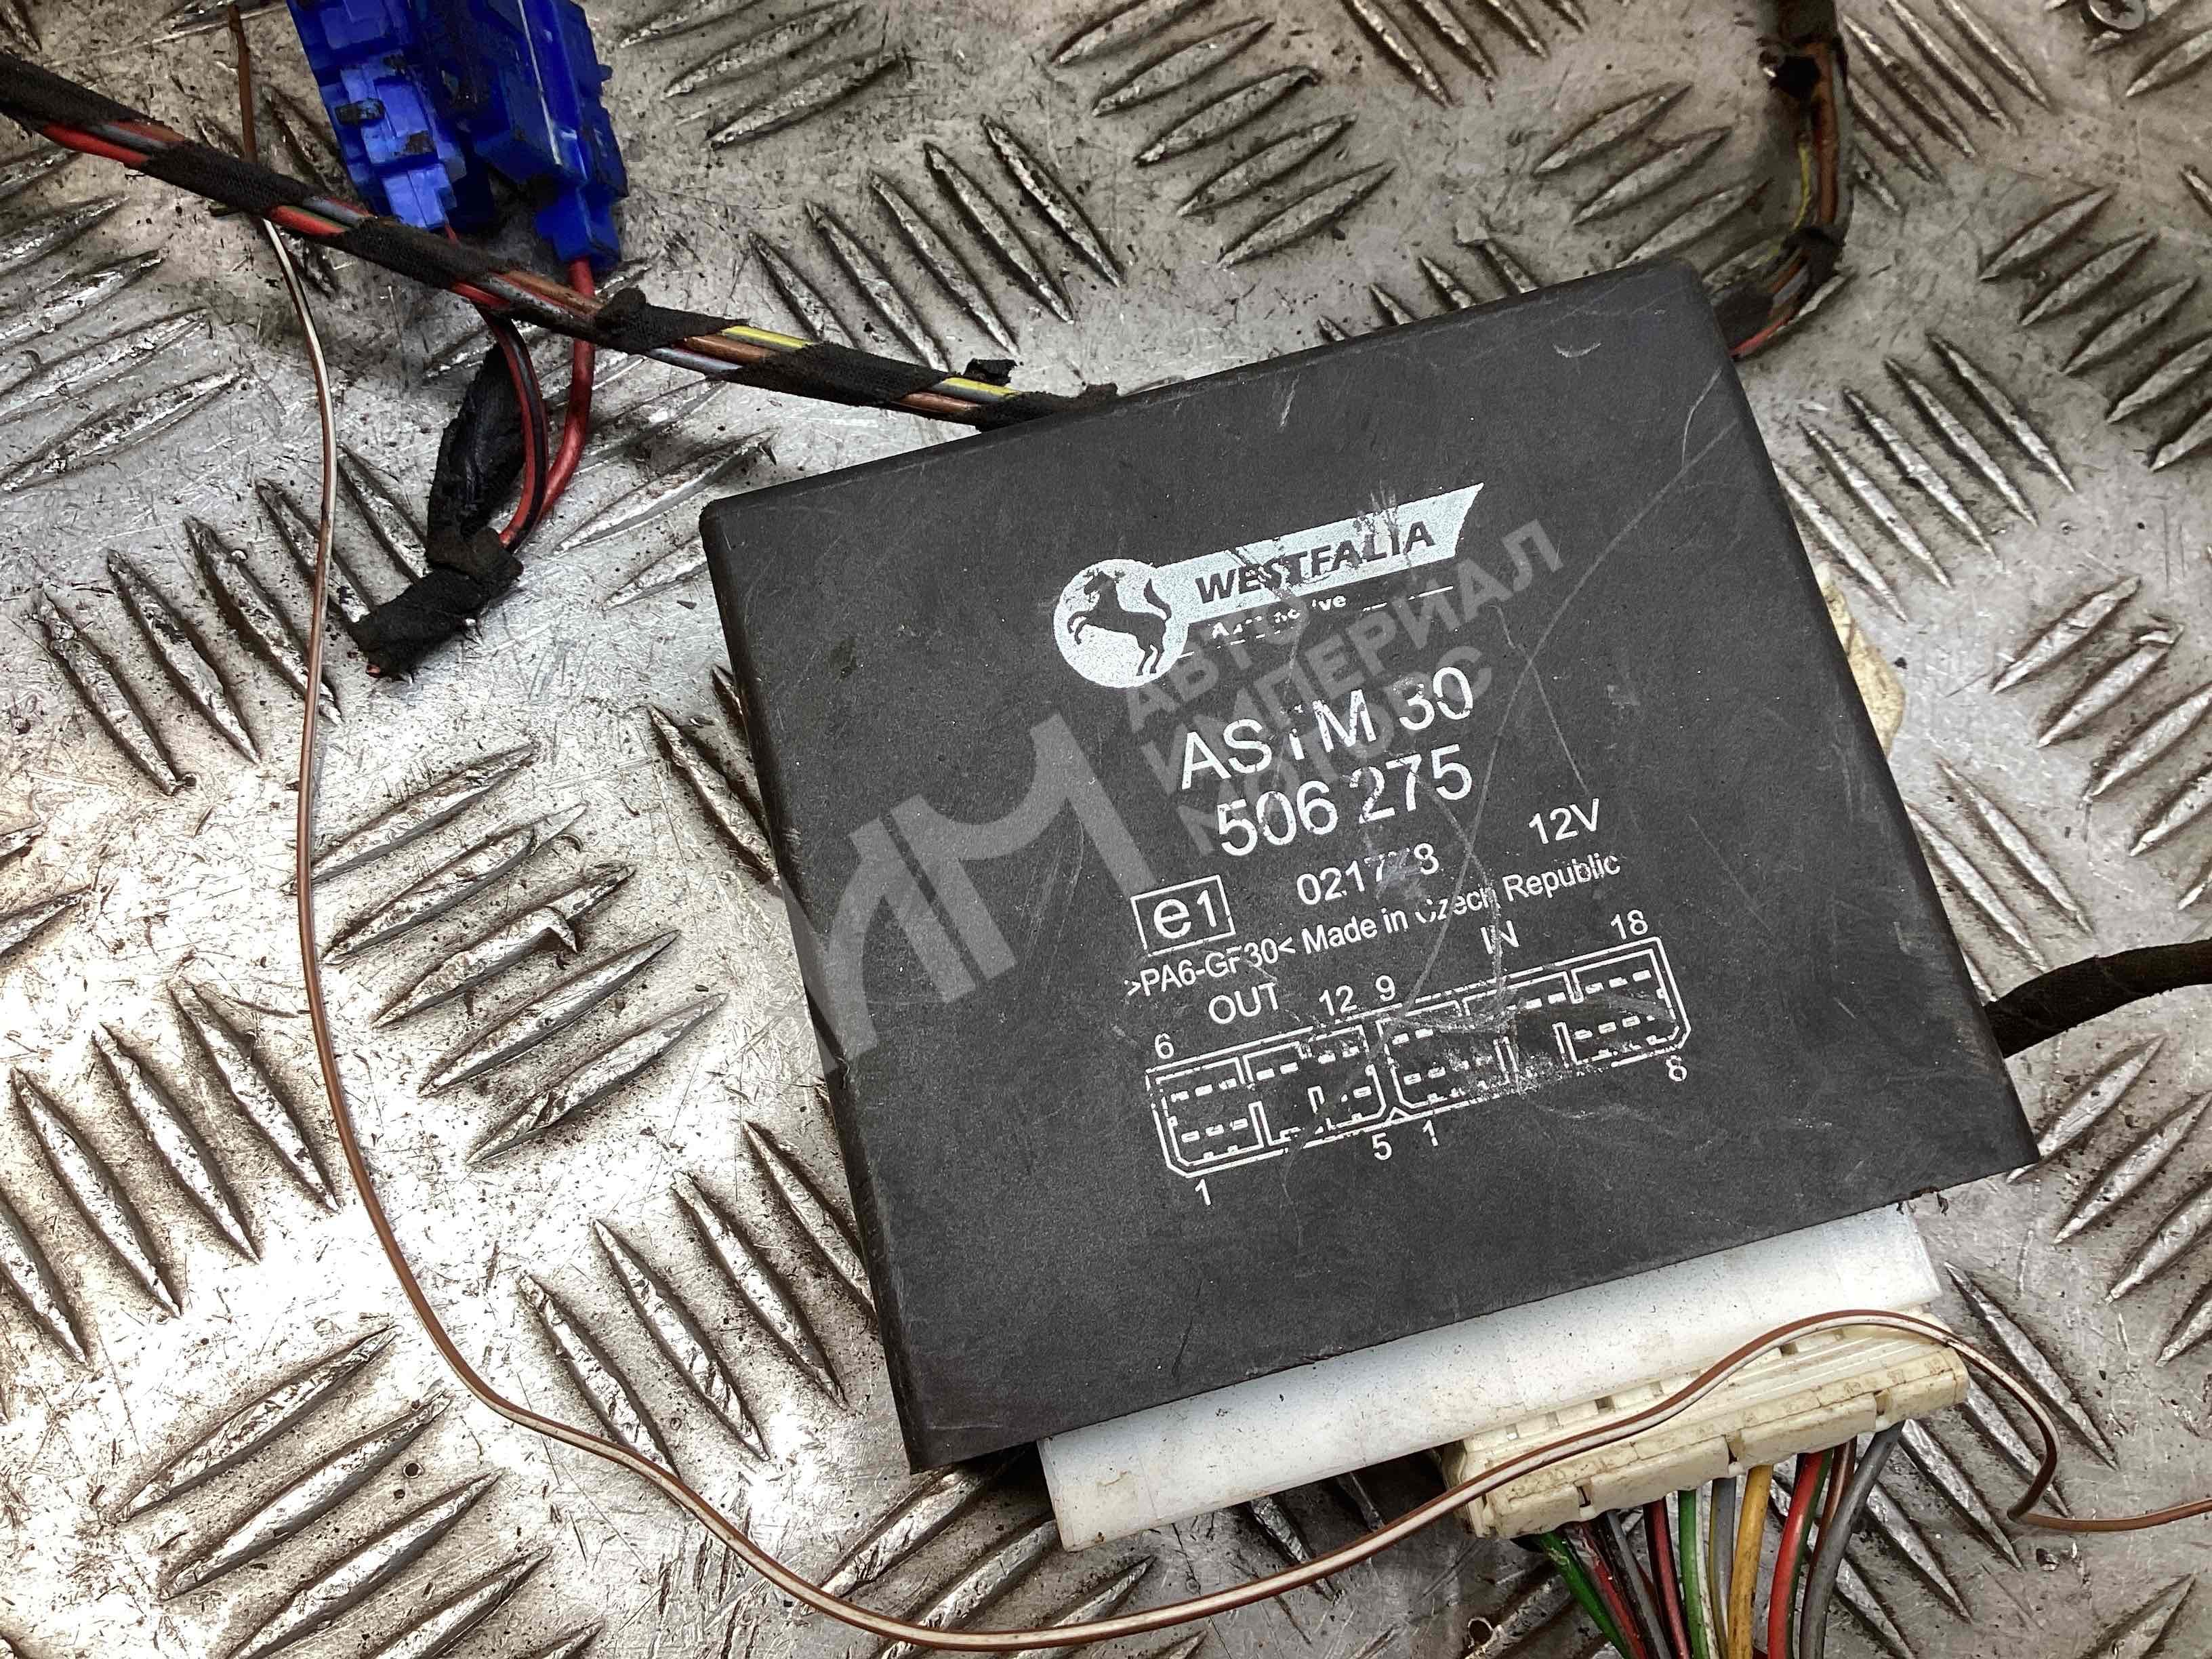 WESTFALIA
ASTM 30
506 275
e1
12V
>PA6-GF30< Made in Czech Republic
OUT
IN
6
12
9
18
1
5
1
8
АВТО
ИМПЕРИАЛ
МОТОРС
ИМ